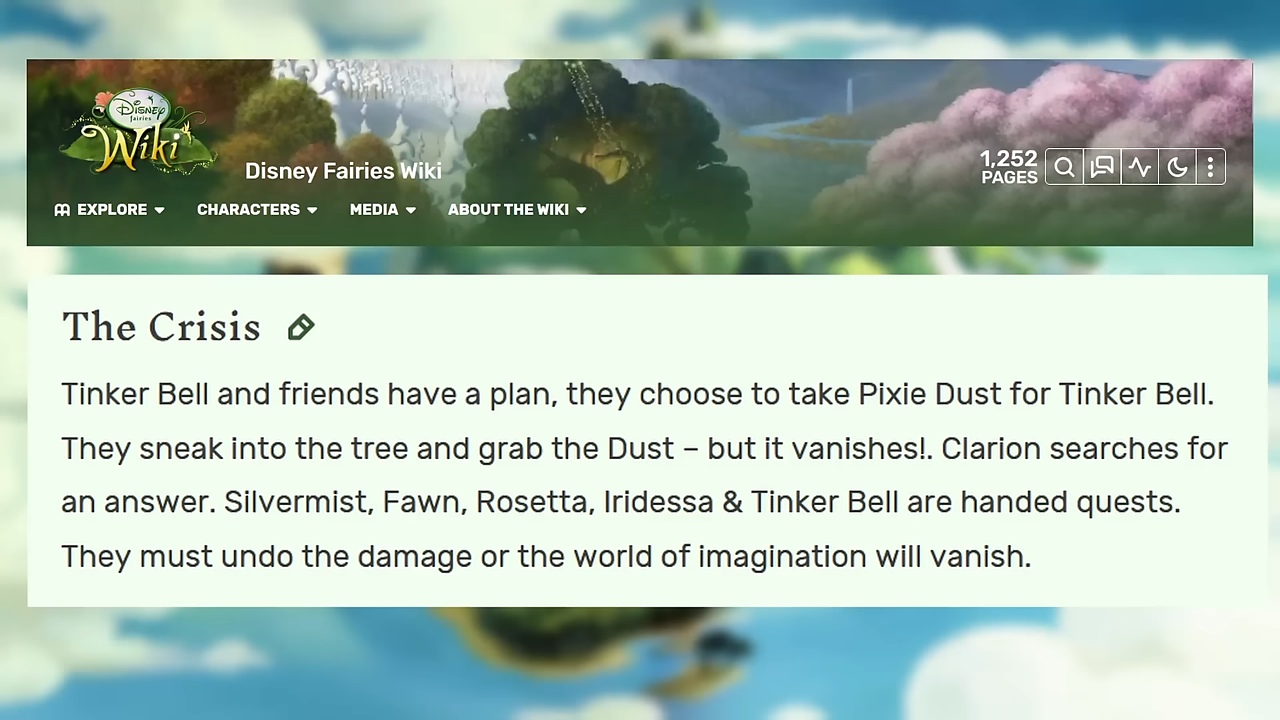 Disney
fairies
Wiki
Disney Fairies Wiki
1,252
PAGES
EXPLORE
CHARACTERS
MEDIA
ABOUT THE WIKI
The Crisis
Tinker Bell and friends have a plan, they choose to take Pixie Dust for Tinker Bell.
They sneak into the tree and grab the Dust – but it vanishes!. Clarion searches for
an answer. Silvermist, Fawn, Rosetta, Iridessa & Tinker Bell are handed quests.
They must undo the damage or the world of imagination will vanish.